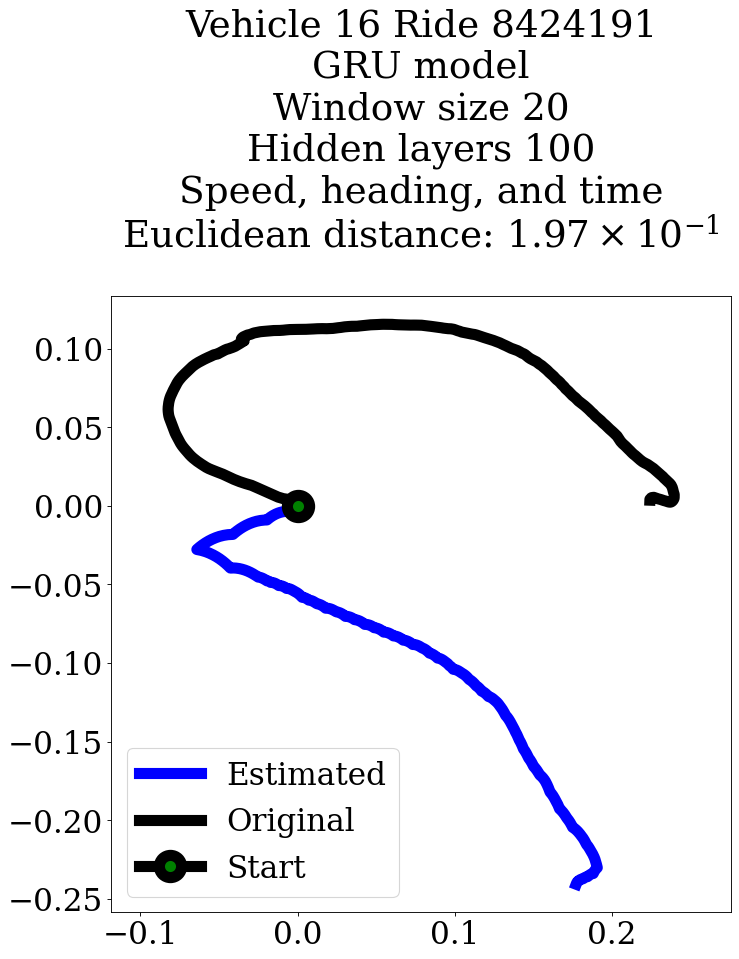 Vehicle 16 Ride 8424191
GRU model
Window size 20
Hidden layers 100
Speed, heading, and time
Euclidean distance: 1.97 × 10⁻¹
0.10
0.05
0.00
−0.05
−0.10
−0.15
−0.20
−0.25
Estimated
Original
Start
−0.1 0.0 0.1 0.2